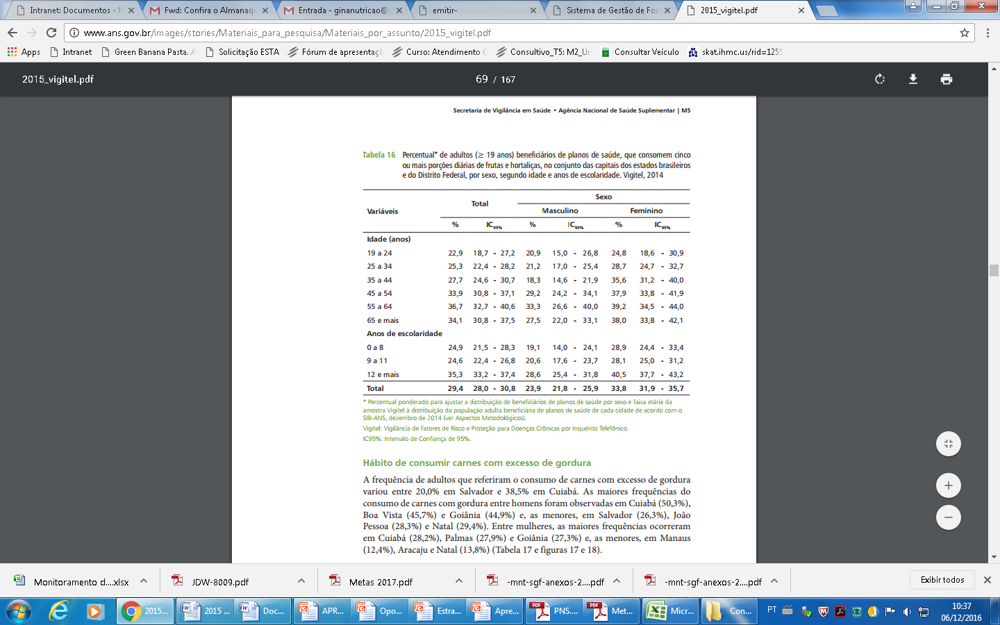 Intranet: Documentos - M
Fwd: Confira o Almanaqu
Entrada - ginanutricao@g
emitir-
Sistema de Gestão de For
2015_vigitel.pdf
www.ans.gov.br/images/stories/Materiais_para_pesquisa/Materiais_por_assunto/2015_vigitel.pdf
Apps Intranet Green Banana Pasta. A Solicitação ESTA Fórum de apresentaçã Curso: Atendimento C Consultivo_T5: M2_Un Consultar Veículo skat.ihmc.us/rid=1255
2015_vigitel.pdf 69 / 167
Secretaria de Vigilância em Saúde • Agência Nacional de Saúde Suplementar | MS
Tabela 16 Percentual* de adultos (≥ 19 anos) beneficiários de planos de saúde, que consomem cinco
ou mais porções diárias de frutas e hortaliças, no conjunto das capitais dos estados brasileiros
e do Distrito Federal, por sexo, segundo idade e anos de escolaridade. Vigitel, 2014
Sexo
Variáveis Total Masculino Feminino
% IC95% % IC95% % IC95%
Idade (anos)
19 a 24 22,9 18,7 - 27,2 20,9 15,0 - 26,8 24,8 18,6 - 30,9
25 a 34 25,3 22,4 - 28,2 21,2 17,0 - 25,4 28,7 24,7 - 32,7
35 a 44 27,7 24,6 - 30,7 18,3 14,6 - 21,9 35,6 31,2 - 40,0
45 a 54 33,9 30,8 - 37,1 29,2 24,2 - 34,1 37,9 33,8 - 41,9
55 a 64 36,7 32,7 - 40,6 33,3 26,6 - 40,0 39,2 34,5 - 44,0
65 e mais 34,1 30,8 - 37,5 27,5 22,0 - 33,1 38,0 33,8 - 42,1
Anos de escolaridade
0 a 8 24,9 21,5 - 28,3 19,1 14,0 - 24,1 28,9 24,4 - 33,4
9 a 11 24,6 22,4 - 26,8 20,6 17,6 - 23,7 28,1 25,0 - 31,2
12 e mais 35,3 33,2 - 37,4 28,6 25,4 - 31,8 40,5 37,7 - 43,2
Total 29,4 28,0 - 30,8 23,9 21,8 - 25,9 33,8 31,9 - 35,7
* Percentual ponderado para ajustar a distribuição de beneficiários de planos de saúde por sexo e faixa etária da
amostra Vigitel à distribuição da população adulta beneficiária de planos de saúde de cada cidade de acordo com o
SIB-ANS, dezembro de 2014 (ver Aspectos Metodológicos).
Vigitel: Vigilância de Fatores de Risco e Proteção para Doenças Crônicas por Inquérito Telefônico.
IC95%: Intervalo de Confiança de 95%.
Hábito de consumir carnes com excesso de gordura
A frequência de adultos que referiram o consumo de carnes com excesso de gordura
variou entre 20,0% em Salvador e 38,5% em Cuiabá. As maiores frequências do
consumo de carnes com gordura entre homens foram observadas em Cuiabá (50,3%),
Boa Vista (45,7%) e Goiânia (44,9%) e, as menores, em Salvador (26,3%), João
Pessoa (28,3%) e Natal (29,4%). Entre mulheres, as maiores frequências ocorreram
em Cuiabá (28,2%), Palmas (27,9%) e Goiânia (27,3%) e, as menores, em Manaus
(12,4%), Aracaju e Natal (13,8%) (Tabela 17 e figuras 17 e 18).
Monitoramento d....xlsx JDW-8009.pdf Metas 2017.pdf -mnt-sgf-anexos-2....pdf -mnt-sgf-anexos-2....pdf Exibir todos
2015... 2015 ... Doc... APR... Opo... Estra... Apre... PNS.... Met... Micr... Con... PT 10:37
06/12/2016